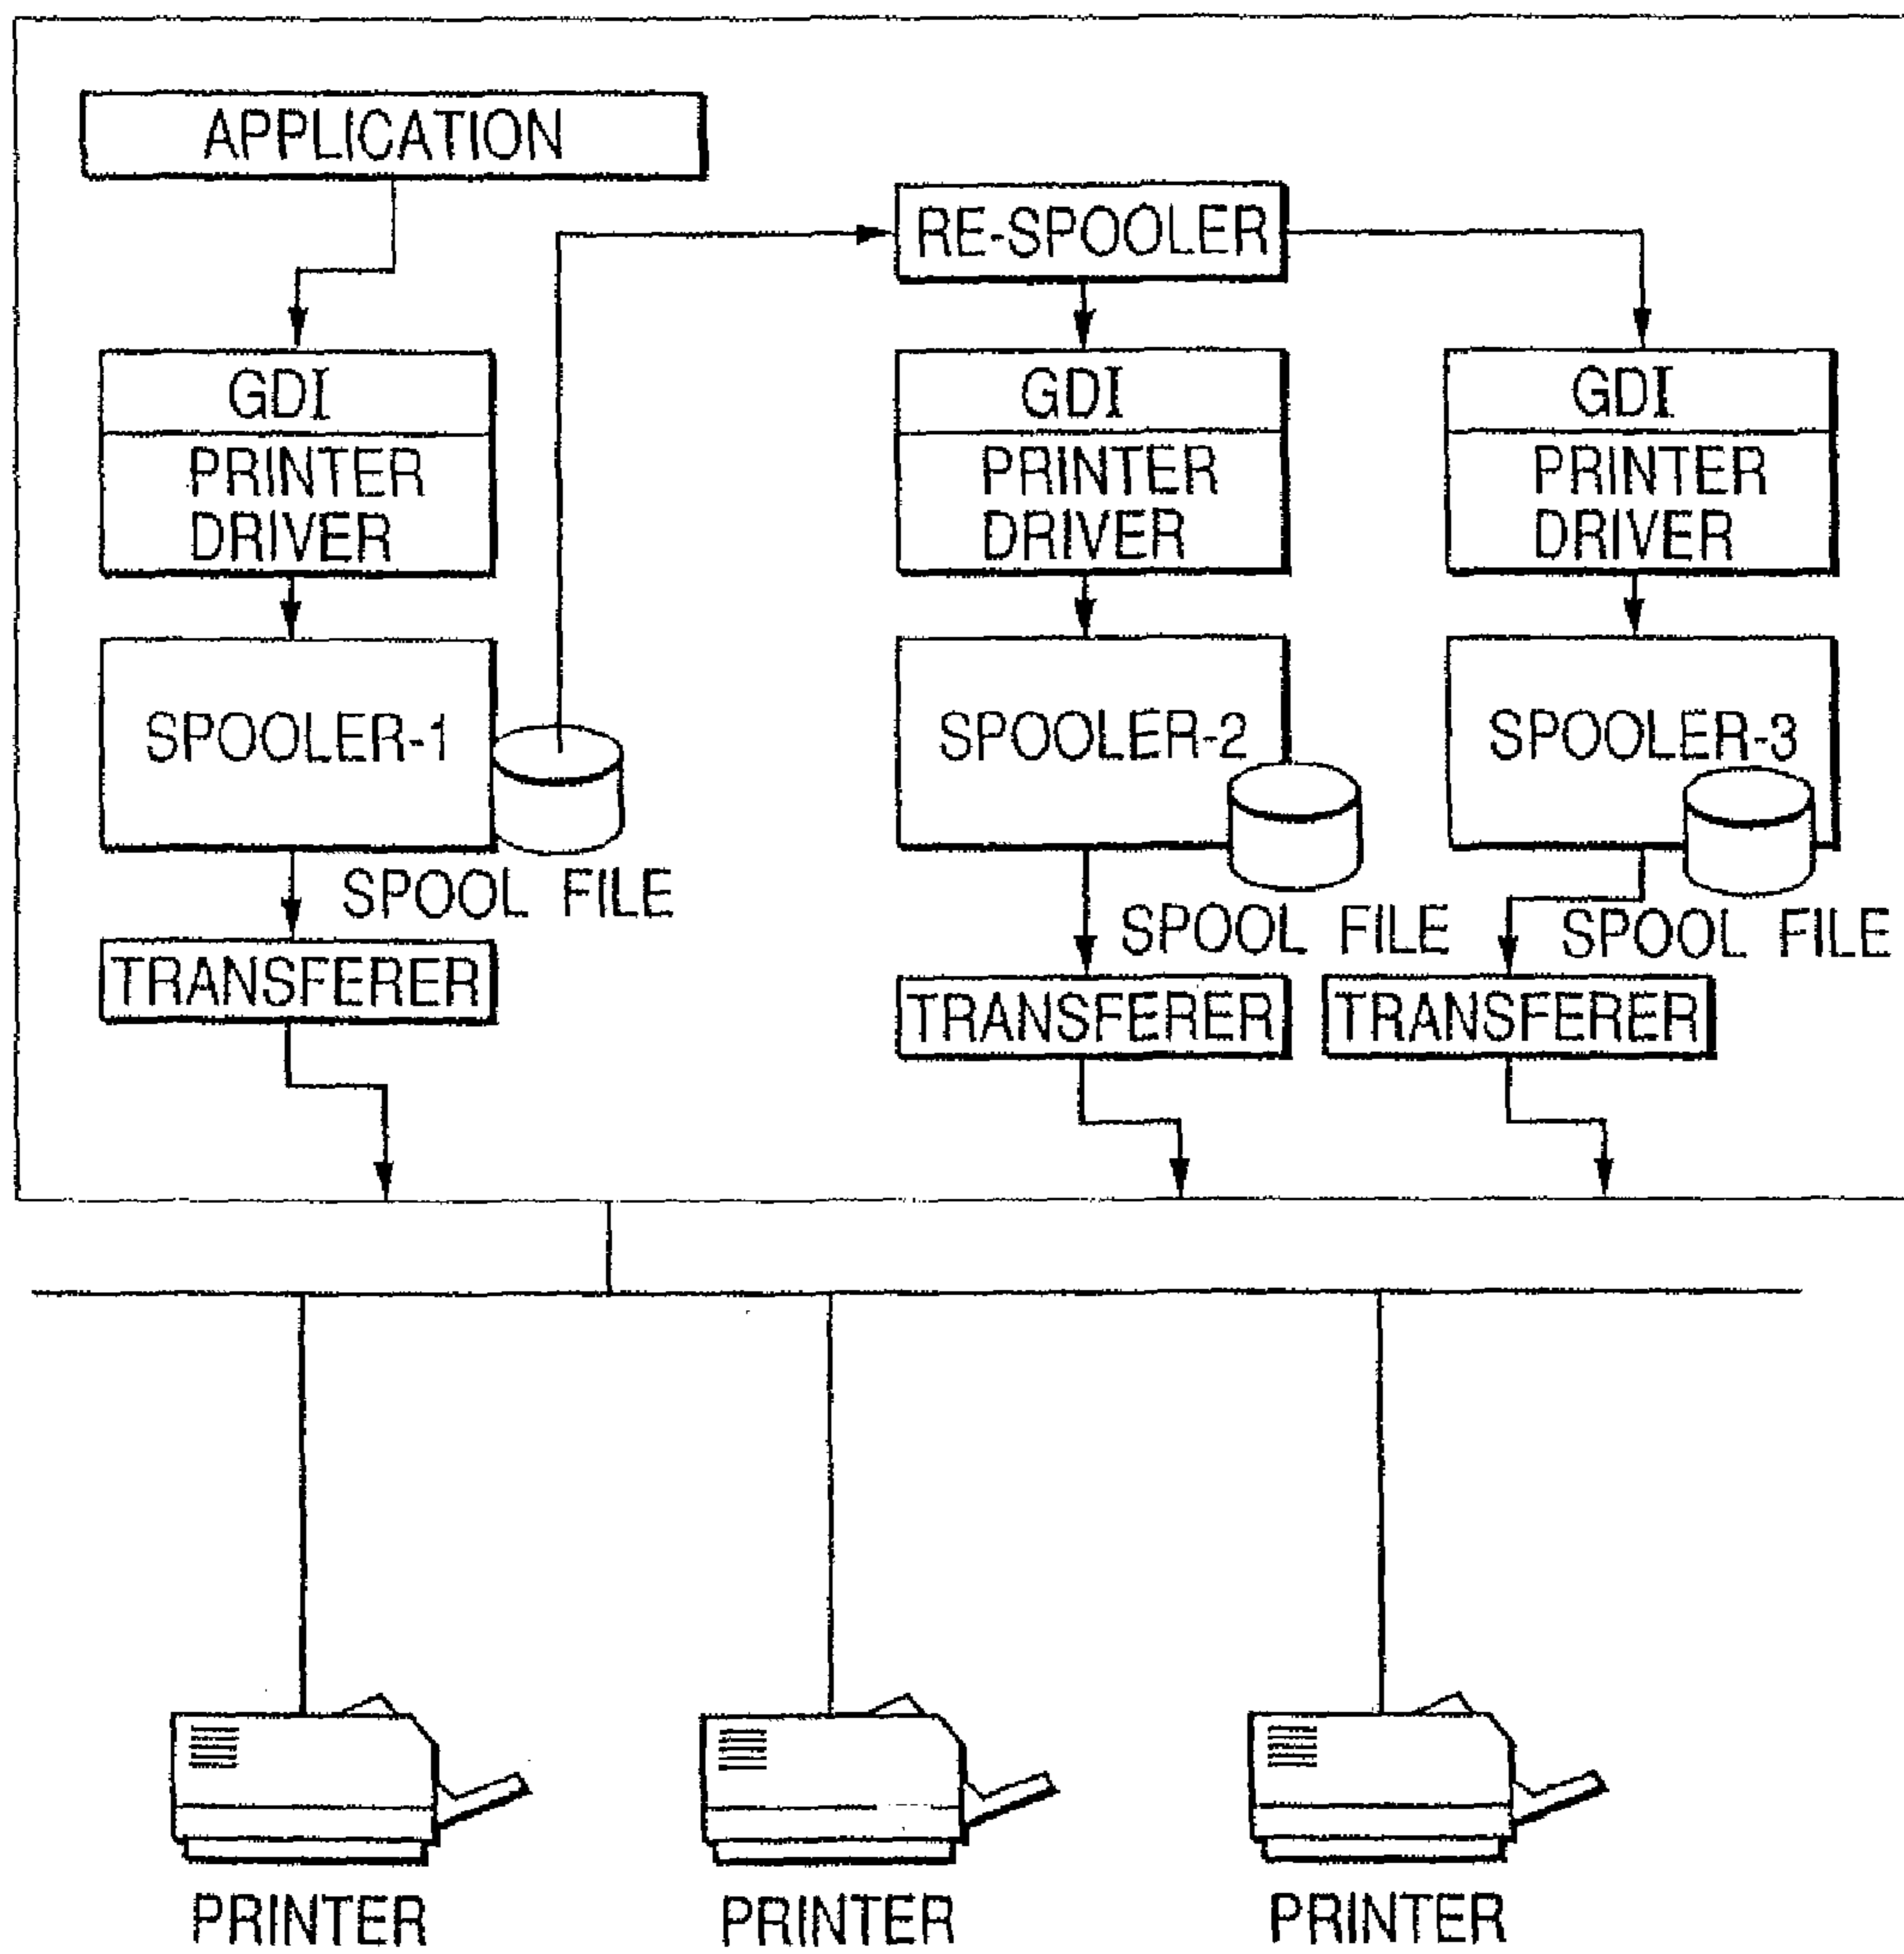 APPLICATION
RE-SPOOLER
GDI
PRINTER
DRIVER
GDI
PRINTER
DRIVER
GDI
PRINTER
DRIVER
SPOOLER-1
SPOOLER-2
SPOOLER-3
SPOOL FILE
SPOOL FILE
SPOOL FILE
TRANSFERER
TRANSFERER
TRANSFERER
PRINTER
PRINTER
PRINTER